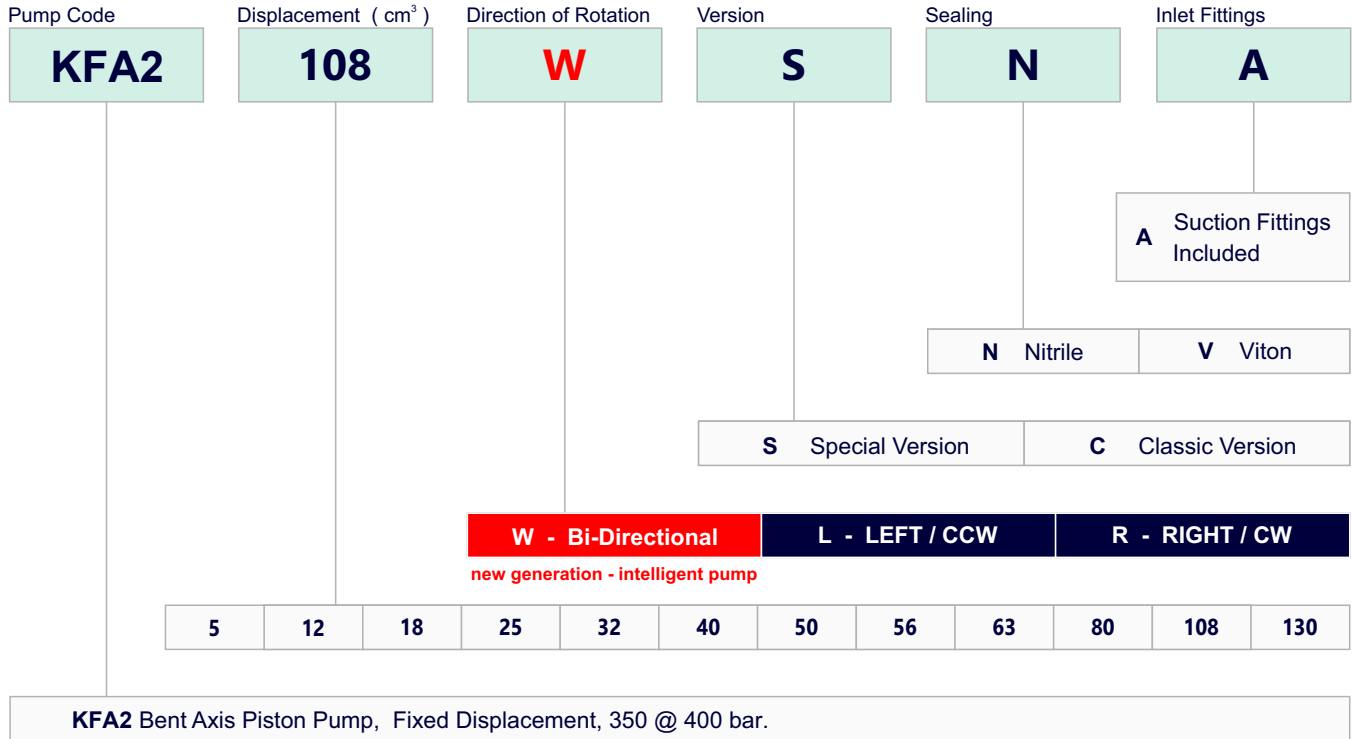 Pump Code Displacement ( cm³ ) Direction of Rotation Version Sealing Inlet Fittings
KFA2 108 W S N A
A Suction Fittings
Included
N Nitrile V Viton
S Special Version C Classic Version
W - Bi-Directional L - LEFT / CCW R - RIGHT / CW
new generation - intelligent pump
5 12 18 25 32 40 50 56 63 80 108 130
KFA2 Bent Axis Piston Pump, Fixed Displacement, 350 @ 400 bar.